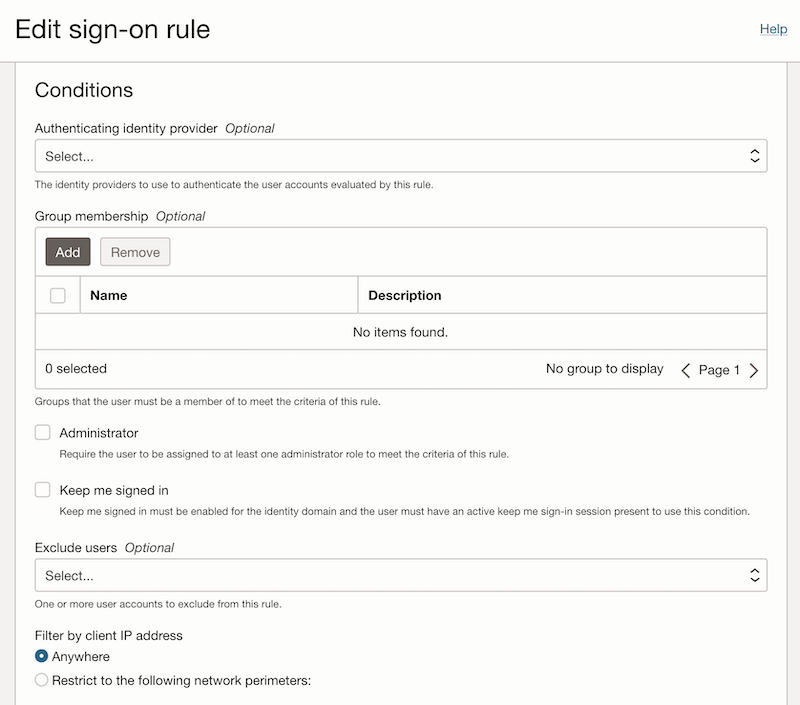 Edit sign-on rule
Help
Conditions
Authenticating identity provider Optional
Select...
The identity providers to use to authenticate the user accounts evaluated by this rule.
Group membership Optional
Add Remove
Name Description
No items found.
0 selected No group to display Page 1
Groups that the user must be a member of to meet the criteria of this rule.
Administrator
Require the user to be assigned to at least one administrator role to meet the criteria of this rule.
Keep me signed in
Keep me signed in must be enabled for the identity domain and the user must have an active keep me sign-in session present to use this condition.
Exclude users Optional
Select...
One or more user accounts to exclude from this rule.
Filter by client IP address
Anywhere
Restrict to the following network perimeters: